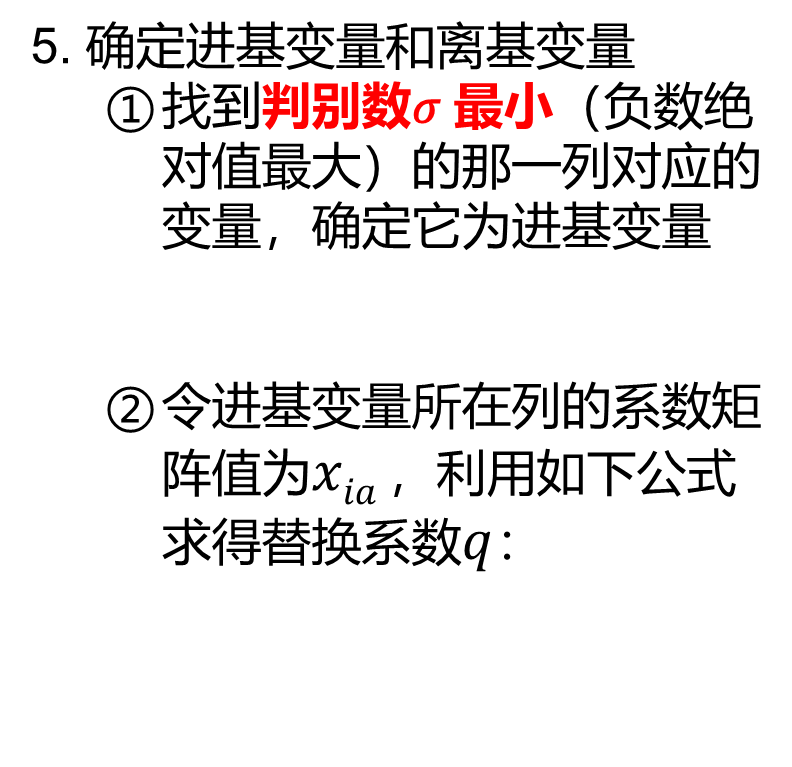 5. 确定进基变量和离基变量
①找到判别数σ 最小（负数绝
对值最大）的那一列对应的
变量，确定它为进基变量
②令进基变量所在列的系数矩
阵值为x_{ia}，利用如下公式
求得替换系数q：